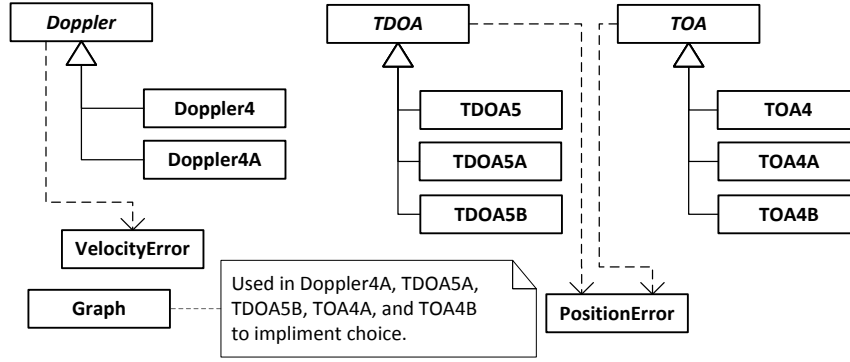 Doppler
TDOA
TOA
Doppler4
TDOA5
TOA4
Doppler4A
TDOA5A
TOA4A
TDOA5B
TOA4B
VelocityError
Used in Doppler4A, TDOA5A,
TDOA5B, TOA4A, and TOA4B
to impliment choice.
Graph
PositionError